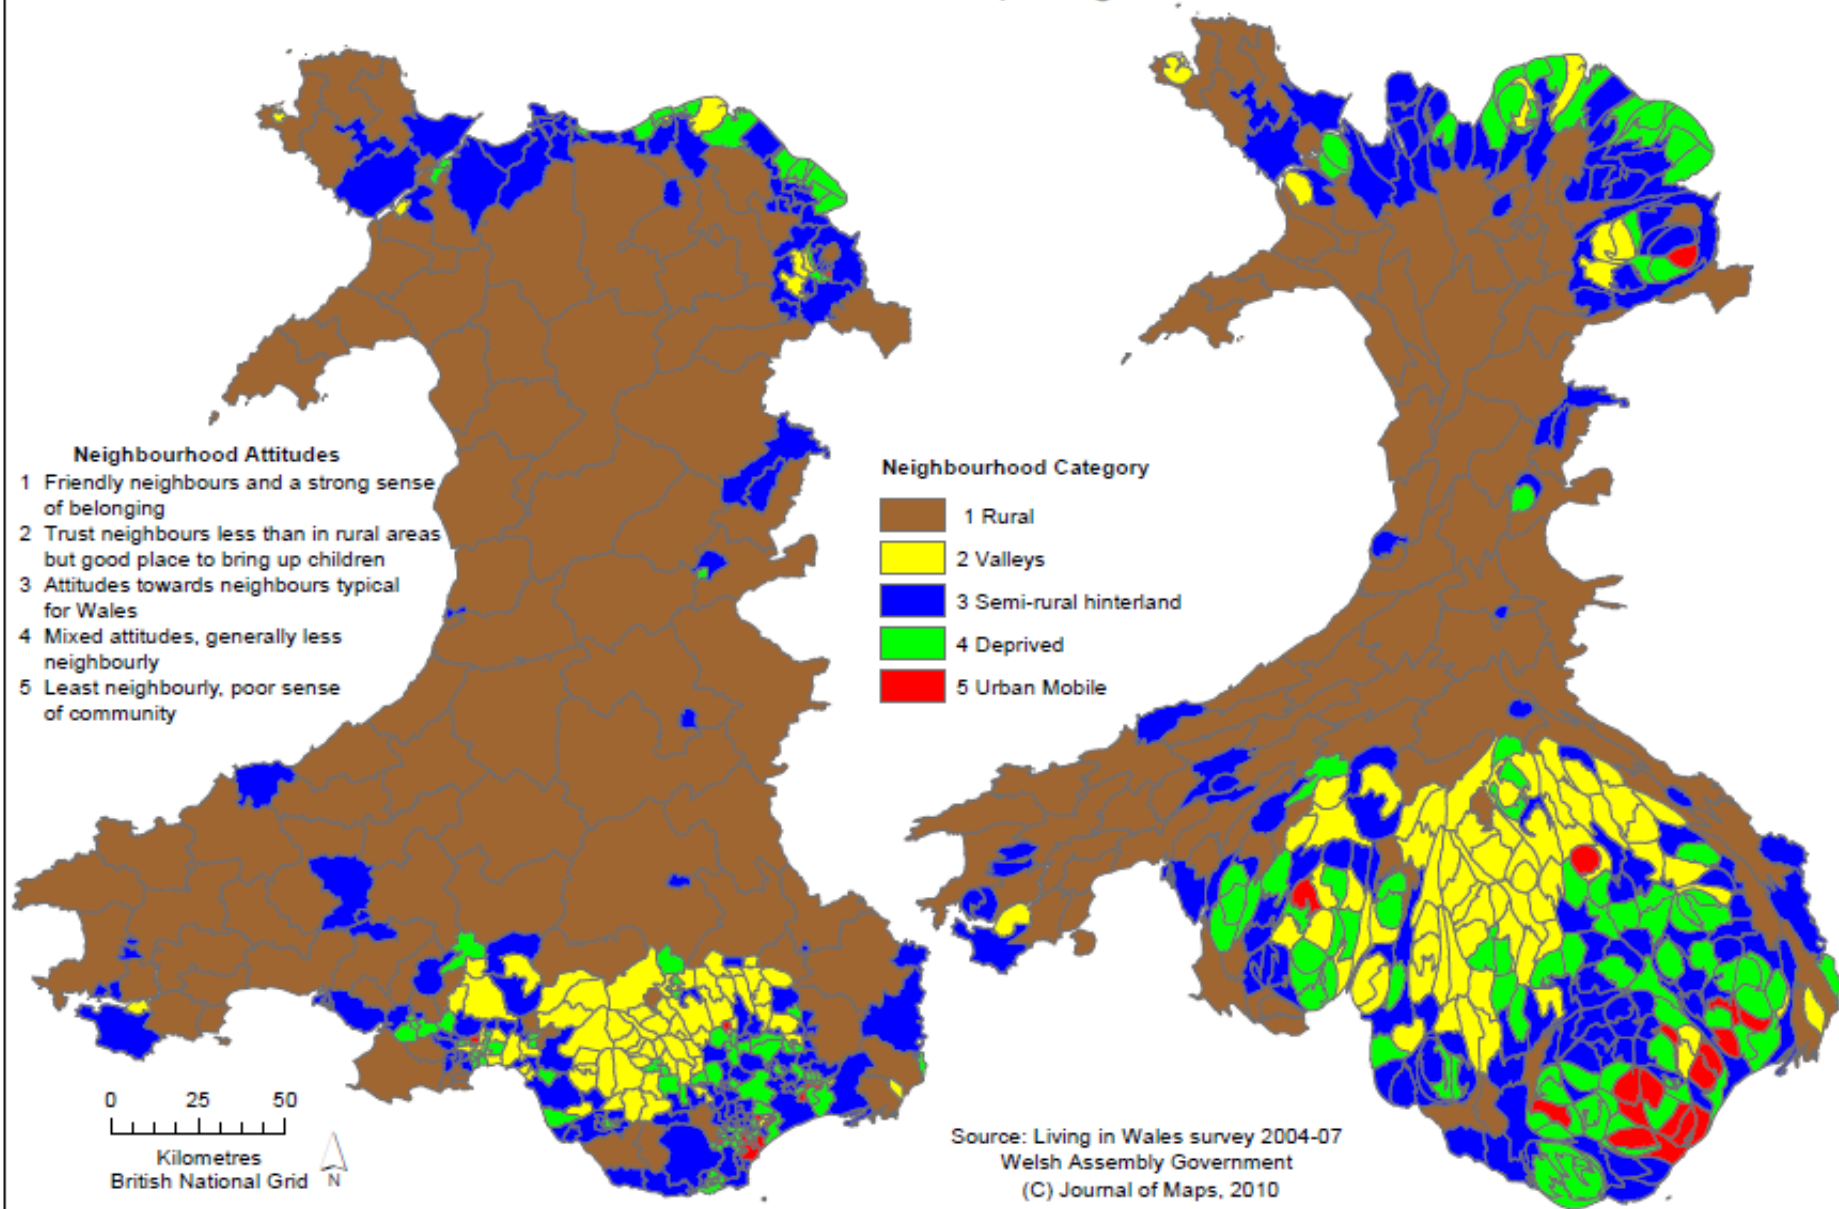 Neighbourhood Attitudes
1 Friendly neighbours and a strong sense
of belonging
2 Trust neighbours less than in rural areas
but good place to bring up children
3 Attitudes towards neighbours typical
for Wales
4 Mixed attitudes, generally less
neighbourly
5 Least neighbourly, poor sense
of community
Neighbourhood Category
1 Rural
2 Valleys
3 Semi-rural hinterland
4 Deprived
5 Urban Mobile
0 25 50
Kilometres
British National Grid
N
Source: Living in Wales survey 2004-07
Welsh Assembly Government
(C) Journal of Maps, 2010